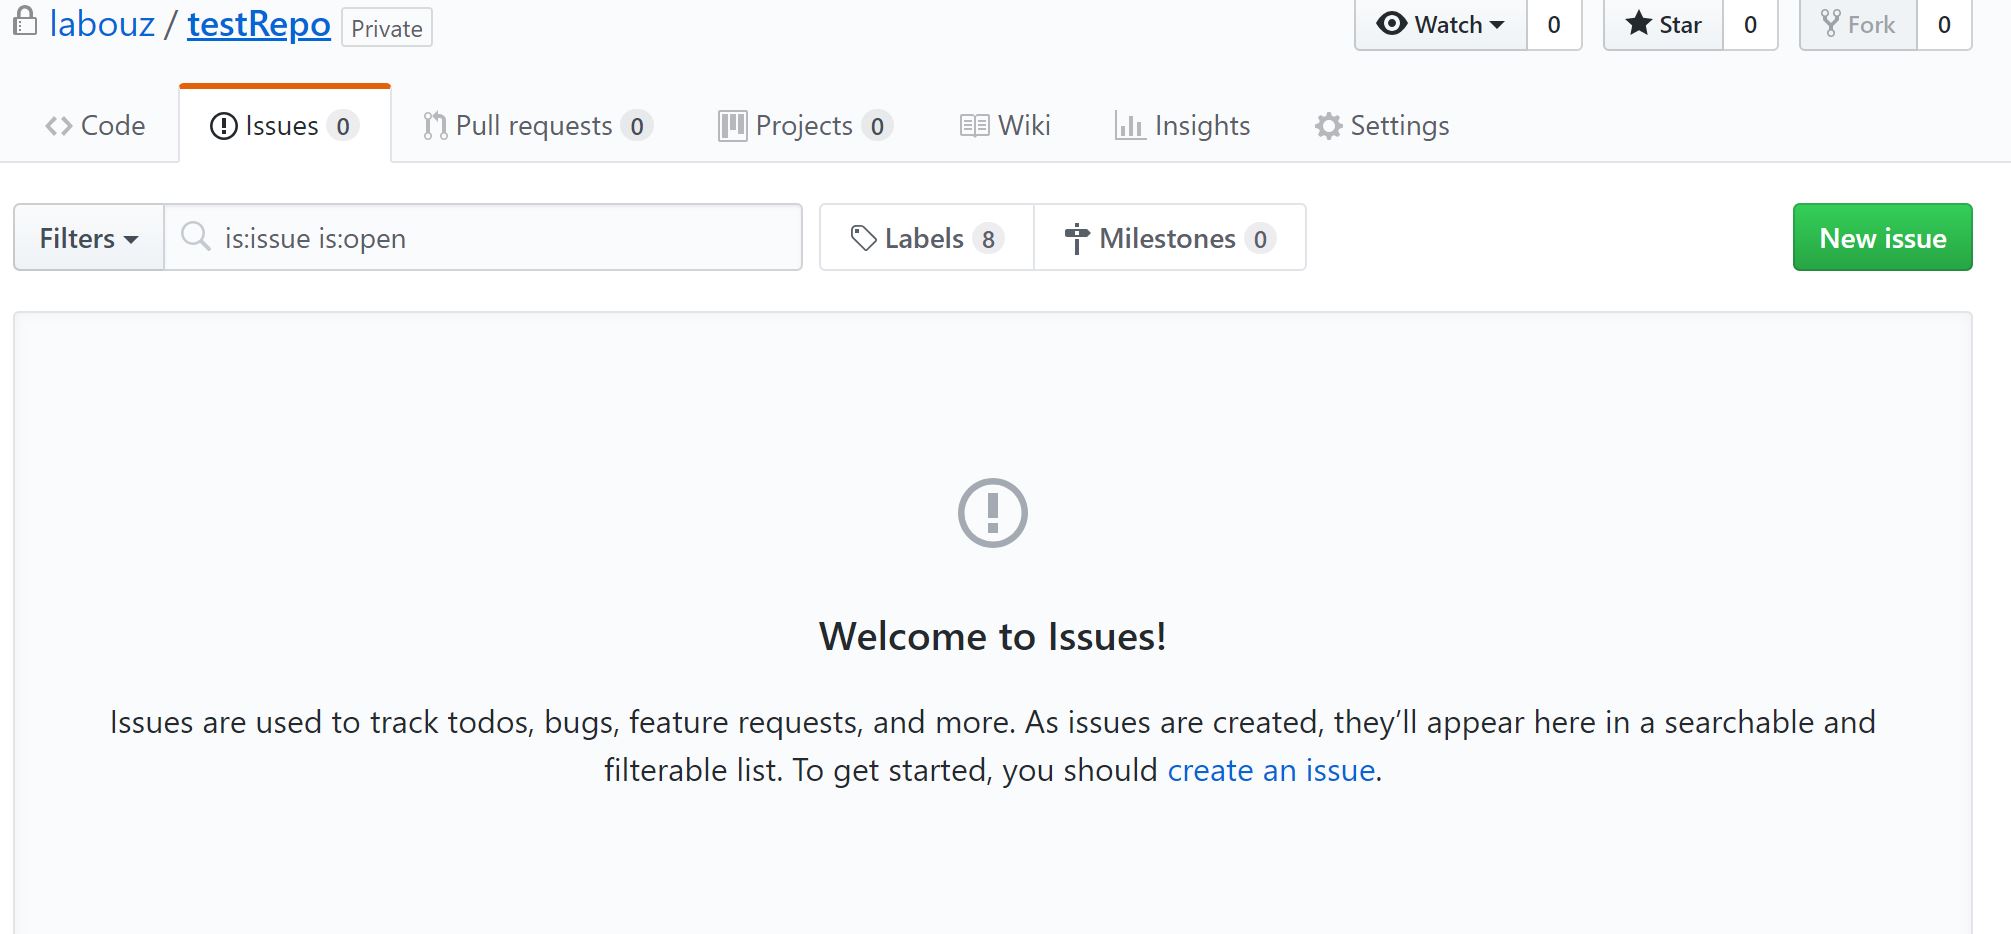 labouz / testRepo Private Watch 0 Star 0 Fork 0
Code Issues 0 Pull requests 0 Projects 0 Wiki Insights Settings
Filters is:issue is:open Labels 8 Milestones 0 New issue
Welcome to Issues!
Issues are used to track todos, bugs, feature requests, and more. As issues are created, they’ll appear here in a searchable and
filterable list. To get started, you should create an issue.